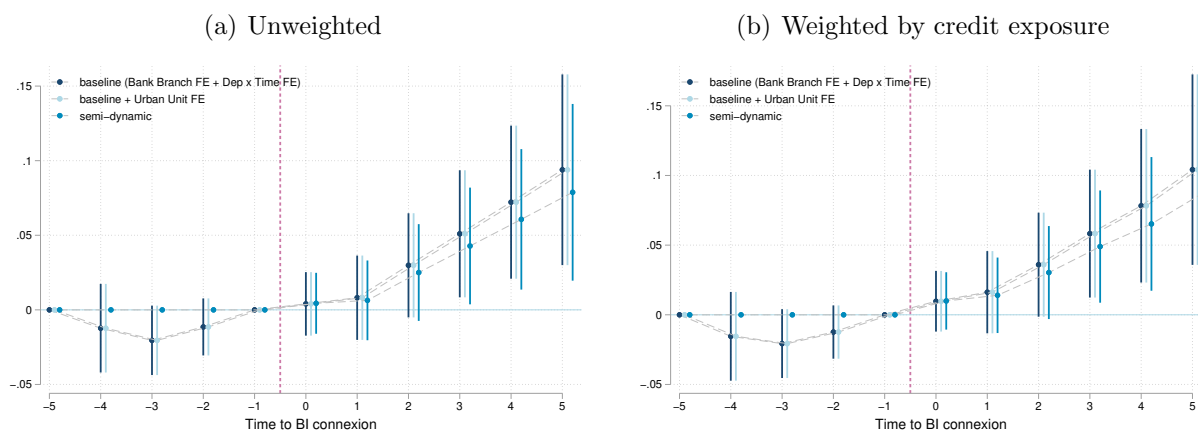 (a) Unweighted
baseline (Bank Branch FE + Dep x Time FE)
baseline + Urban Unit FE
semi-dynamic
.15
.1
.05
0
-.05
-5 -4 -3 -2 -1 0 1 2 3 4 5
Time to BI connexion
(b) Weighted by credit exposure
baseline (Bank Branch FE + Dep x Time FE)
baseline + Urban Unit FE
semi-dynamic
.15
.1
.05
0
-.05
-5 -4 -3 -2 -1 0 1 2 3 4 5
Time to BI connexion